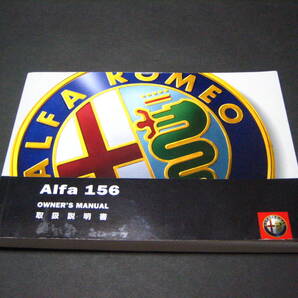 ALFA ROMEO
Alfa 156
OWNER'S MANUAL
取扱説明書